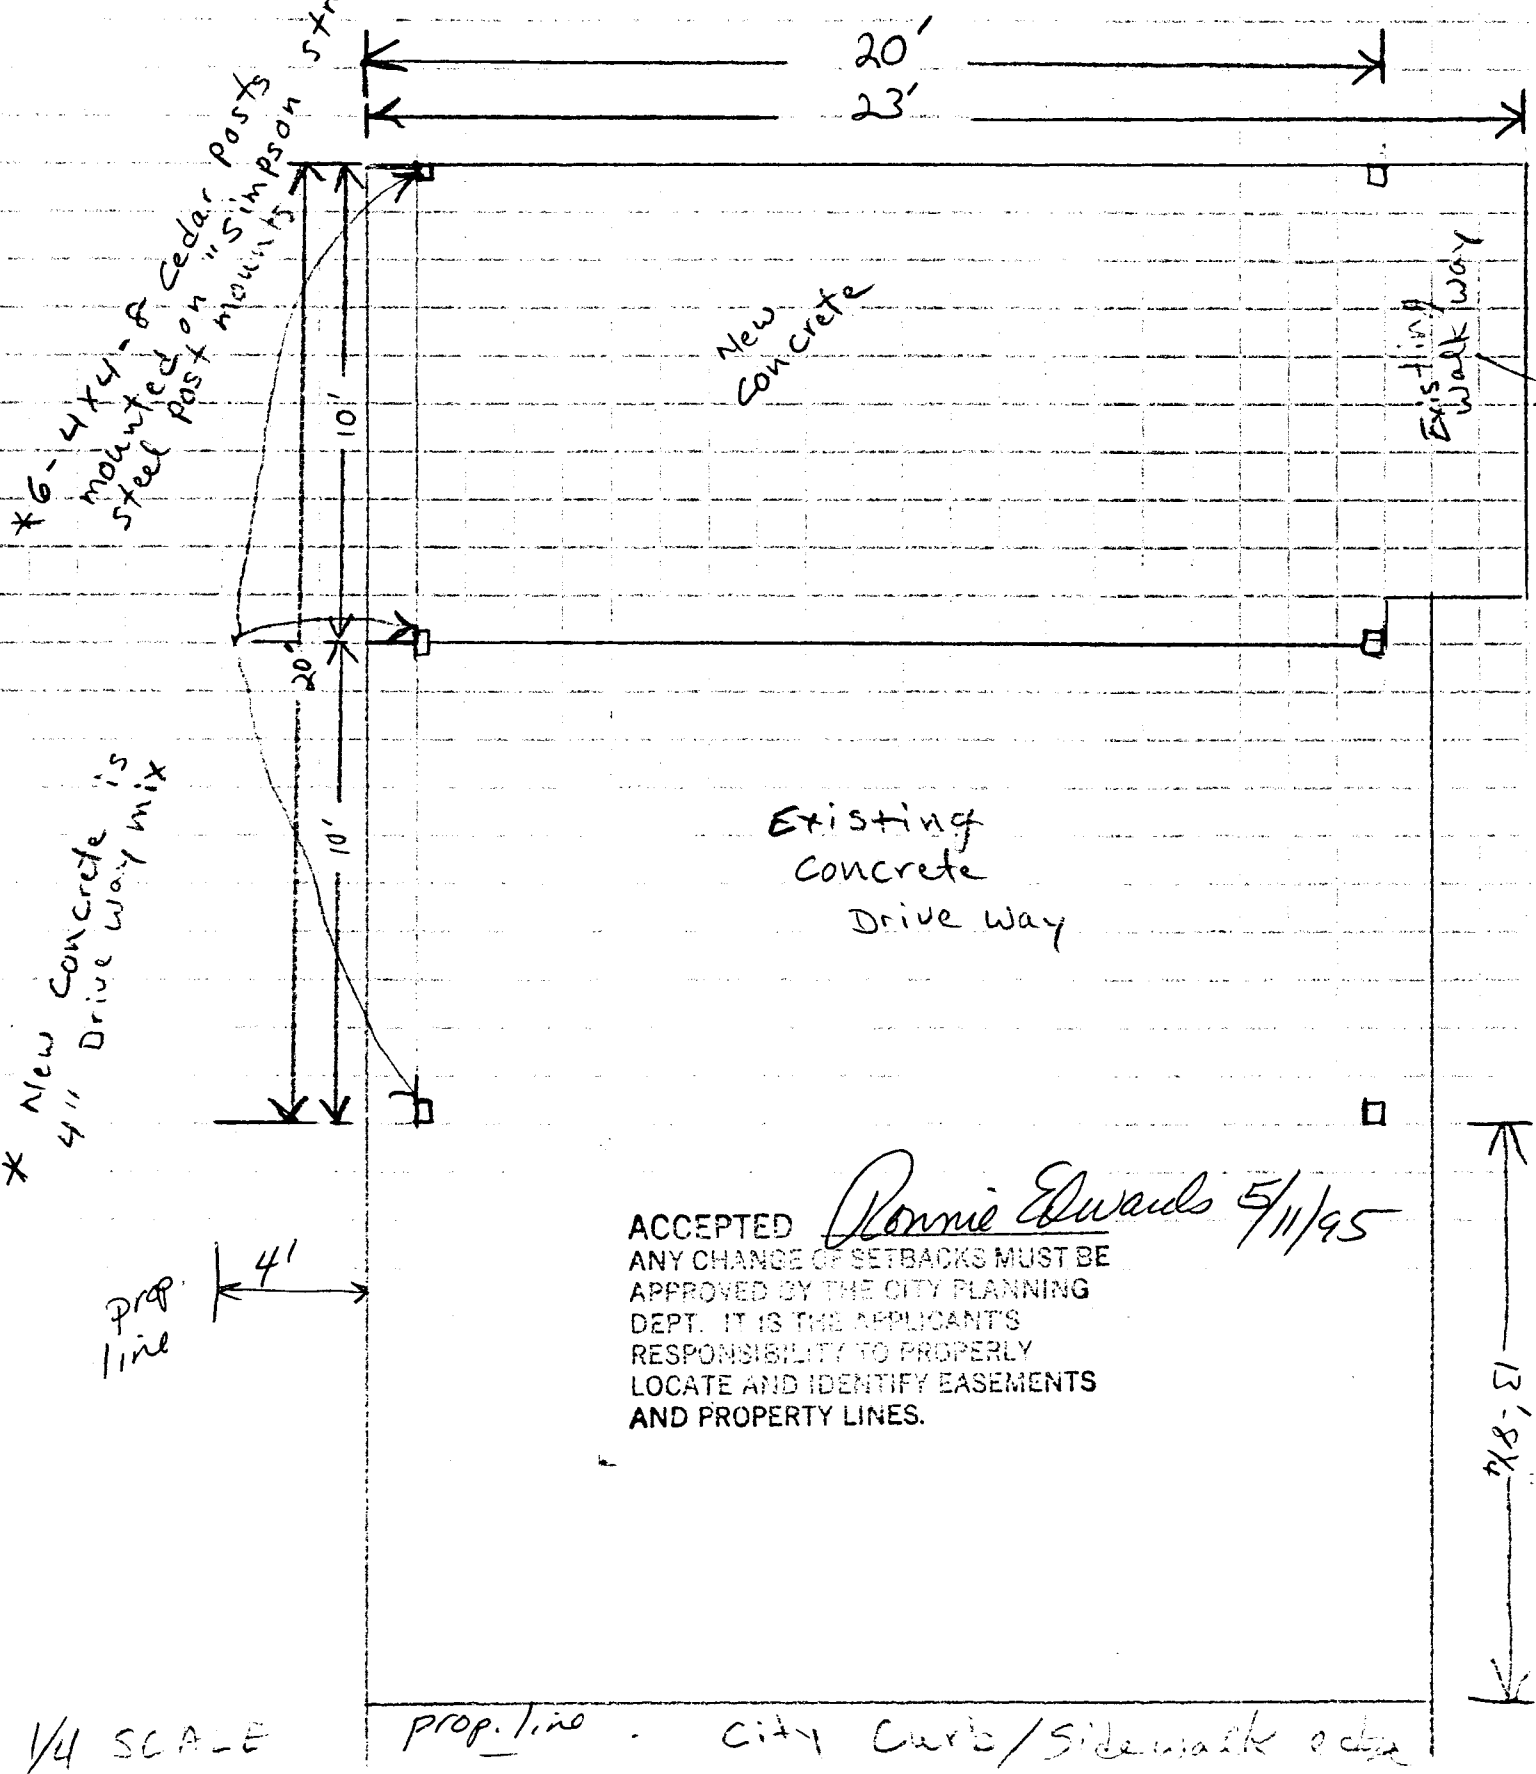 20'
23'
* 6- 4x4-8 Cedar Posts
mounted on "Simpson
steel post mounts
New
Concrete
Existing
Walk way
10'
20'
10'
* New Concrete is
4" Drive way mix
Existing
Concrete
Drive way
ACCEPTED Ronnie Edwards 5/11/95
ANY CHANGE OF SETBACKS MUST BE
APPROVED BY THE CITY PLANNING
DEPT. IT IS THE APPLICANT'S
RESPONSIBILITY TO PROPERLY
LOCATE AND IDENTIFY EASEMENTS
AND PROPERTY LINES.
4'
prop.
line
1/4 SCALE
prop. line
City Curb/Sidewalk edge